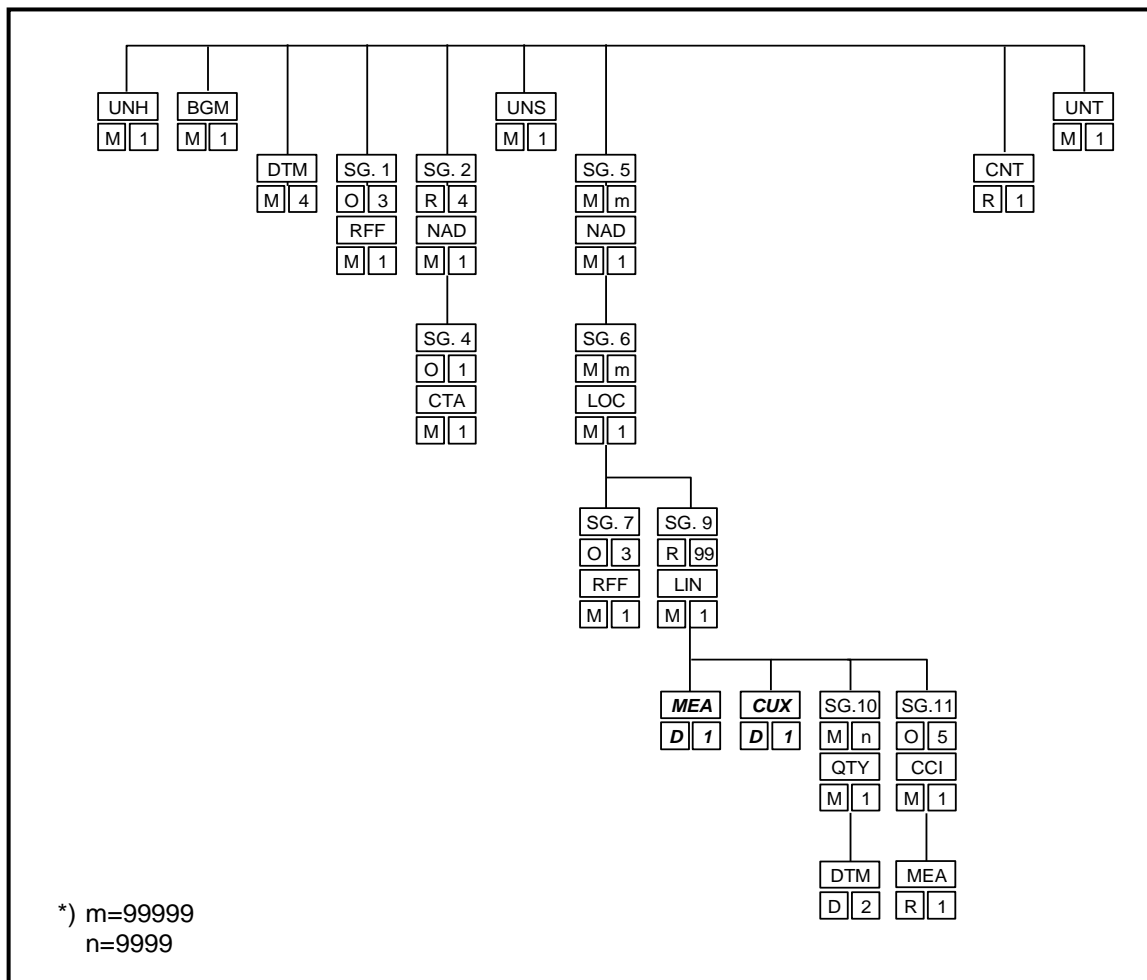 UNH BGM UNS UNT
M 1 M 1 M 1 M 1
DTM SG. 1 SG. 2 SG. 5 CNT
M 4 O 3 R 4 M m R 1
RFF NAD NAD
M 1 M 1 M 1
SG. 4 SG. 6
O 1 M m
CTA LOC
M 1 M 1
SG. 7 SG. 9
O 3 R 99
RFF LIN
M 1 M 1
MEA CUX SG.10 SG.11
D 1 D 1 M n O 5
QTY CCI
M 1 M 1
DTM MEA
D 2 R 1
*) m=99999
n=9999